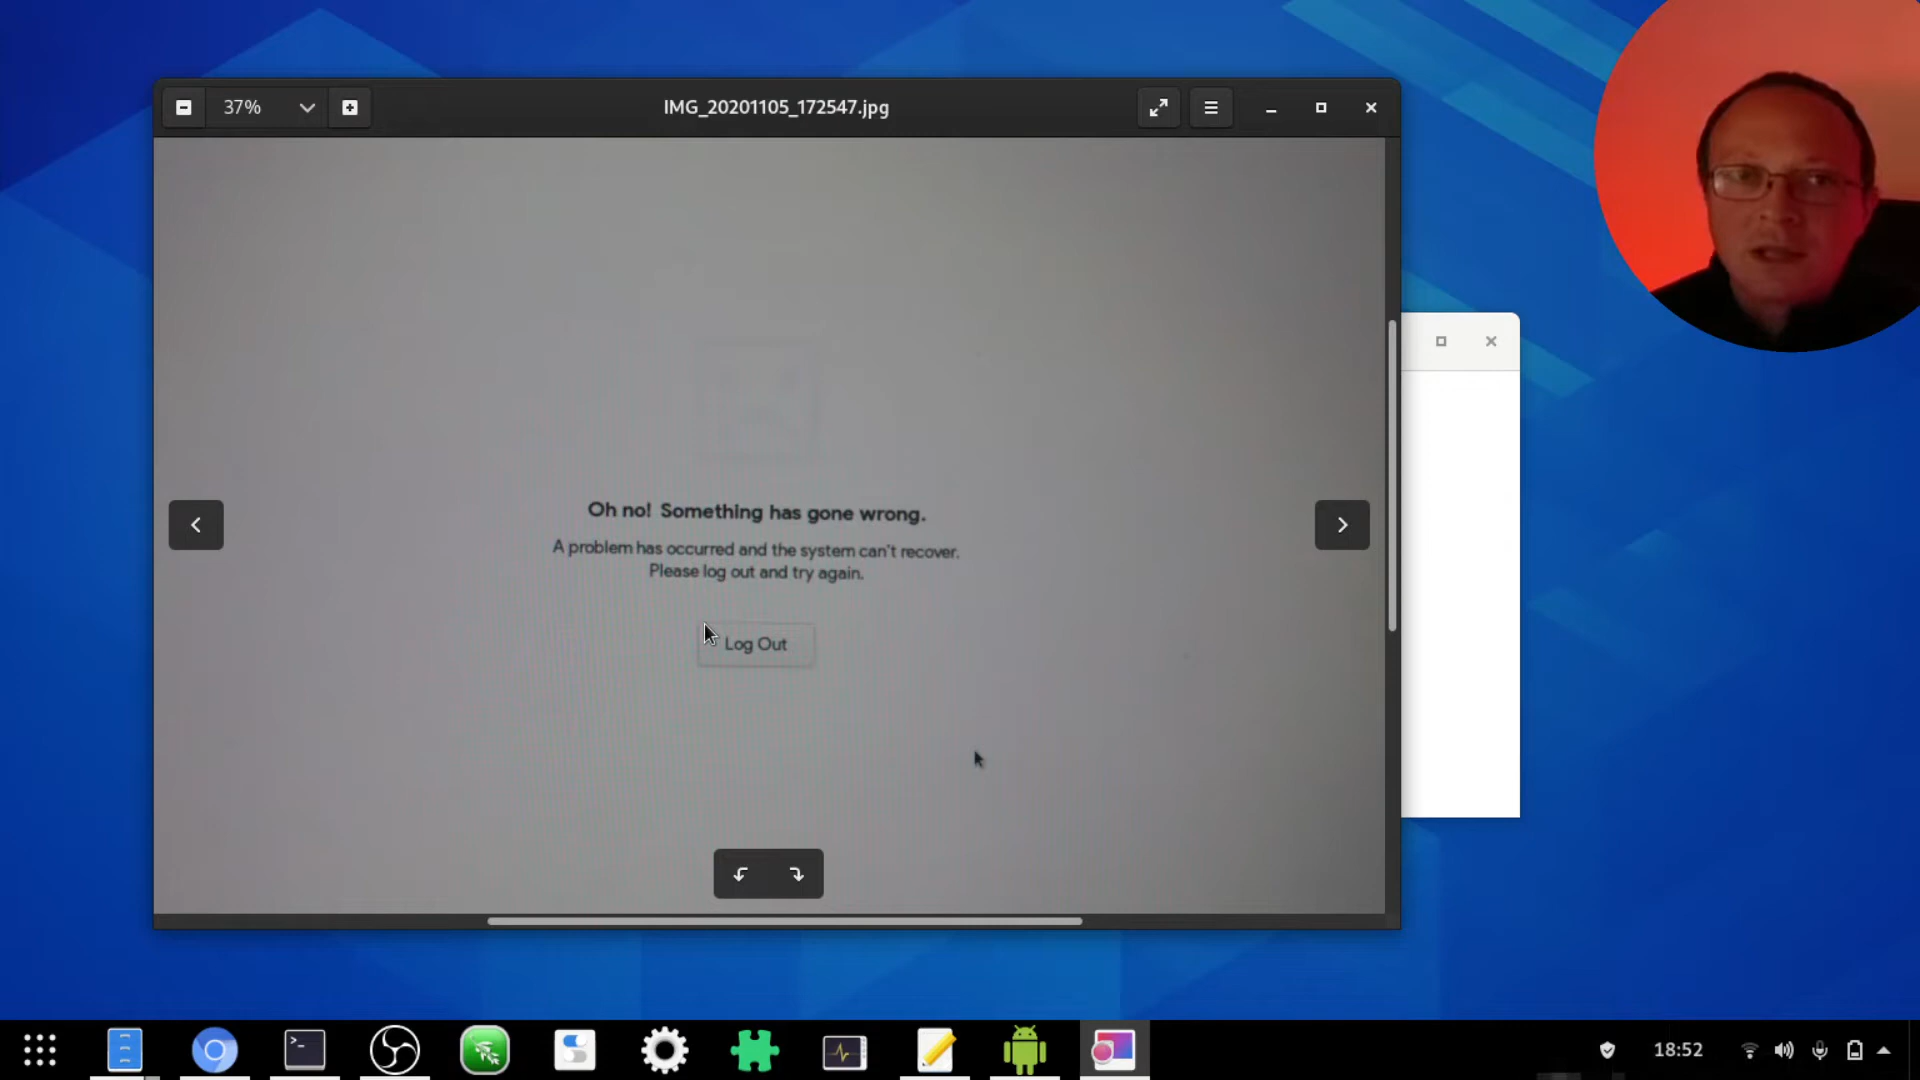 37%
IMG_20201105_172547.jpg
Oh no! Something has gone wrong.
A problem has occurred and the system can't recover.
Please log out and try again.
Log Out
18:52